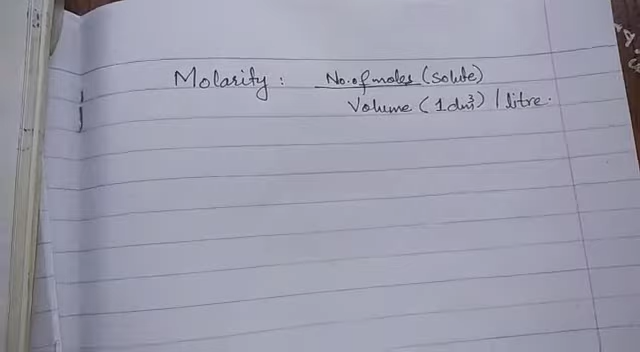 Molarity: No. of moles (solute)
Volume (1 dm³) / litre.